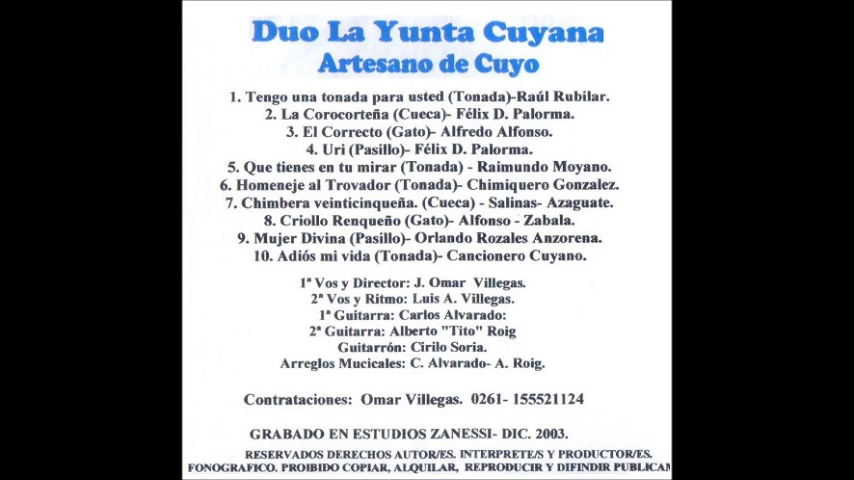 Duo La Yunta Cuyana
Artesano de Cuyo
1. Tengo una tonada para usted (Tonada)-Raúl Rubilar.
2. La Corocorteña (Cueca)- Félix D. Palorma.
3. El Correcto (Gato)- Alfredo Alfonso.
4. Uri (Pasillo)- Félix D. Palorma.
5. Que tienes en tu mirar (Tonada) - Raimundo Moyano.
6. Homeneje al Trovador (Tonada)- Chimiquero Gonzalez.
7. Chimbera veinticinqueña. (Cueca) - Salinas- Azaguate.
8. Criollo Renqueño (Gato)- Alfonso - Zabala.
9. Mujer Divina (Pasillo)- Orlando Rozales Anzorena.
10. Adiós mi vida (Tonada)- Cancionero Cuyano.
1ª Vos y Director: J. Omar Villegas.
2ª Vos y Ritmo: Luis A. Villegas.
1ª Guitarra: Carlos Alvarado:
2ª Guitarra: Alberto "Tito" Roig
Guitarrón: Cirilo Soria.
Arreglos Mucicales: C. Alvarado- A. Roig.
Contrataciones: Omar Villegas. 0261- 155521124
GRABADO EN ESTUDIOS ZANESSI- DIC. 2003.
RESERVADOS DERECHOS AUTOR/ES. INTERPRETE/S Y PRODUCTOR/ES.
FONOGRAFICO. PROIBIDO COPIAR, ALQUILAR, REPRODUCIR Y DIFINDIR PUBLICAM